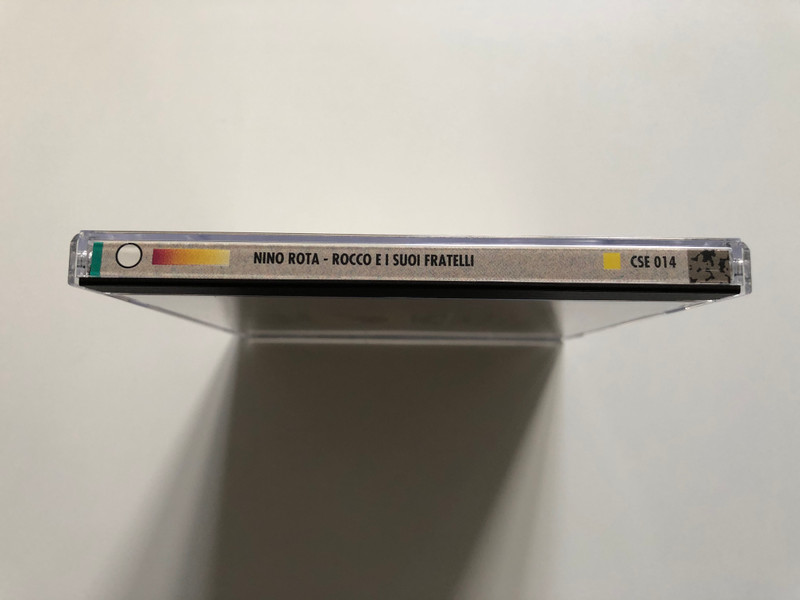 NINO ROTA - ROCCO E I SUOI FRATELLI CSE 014